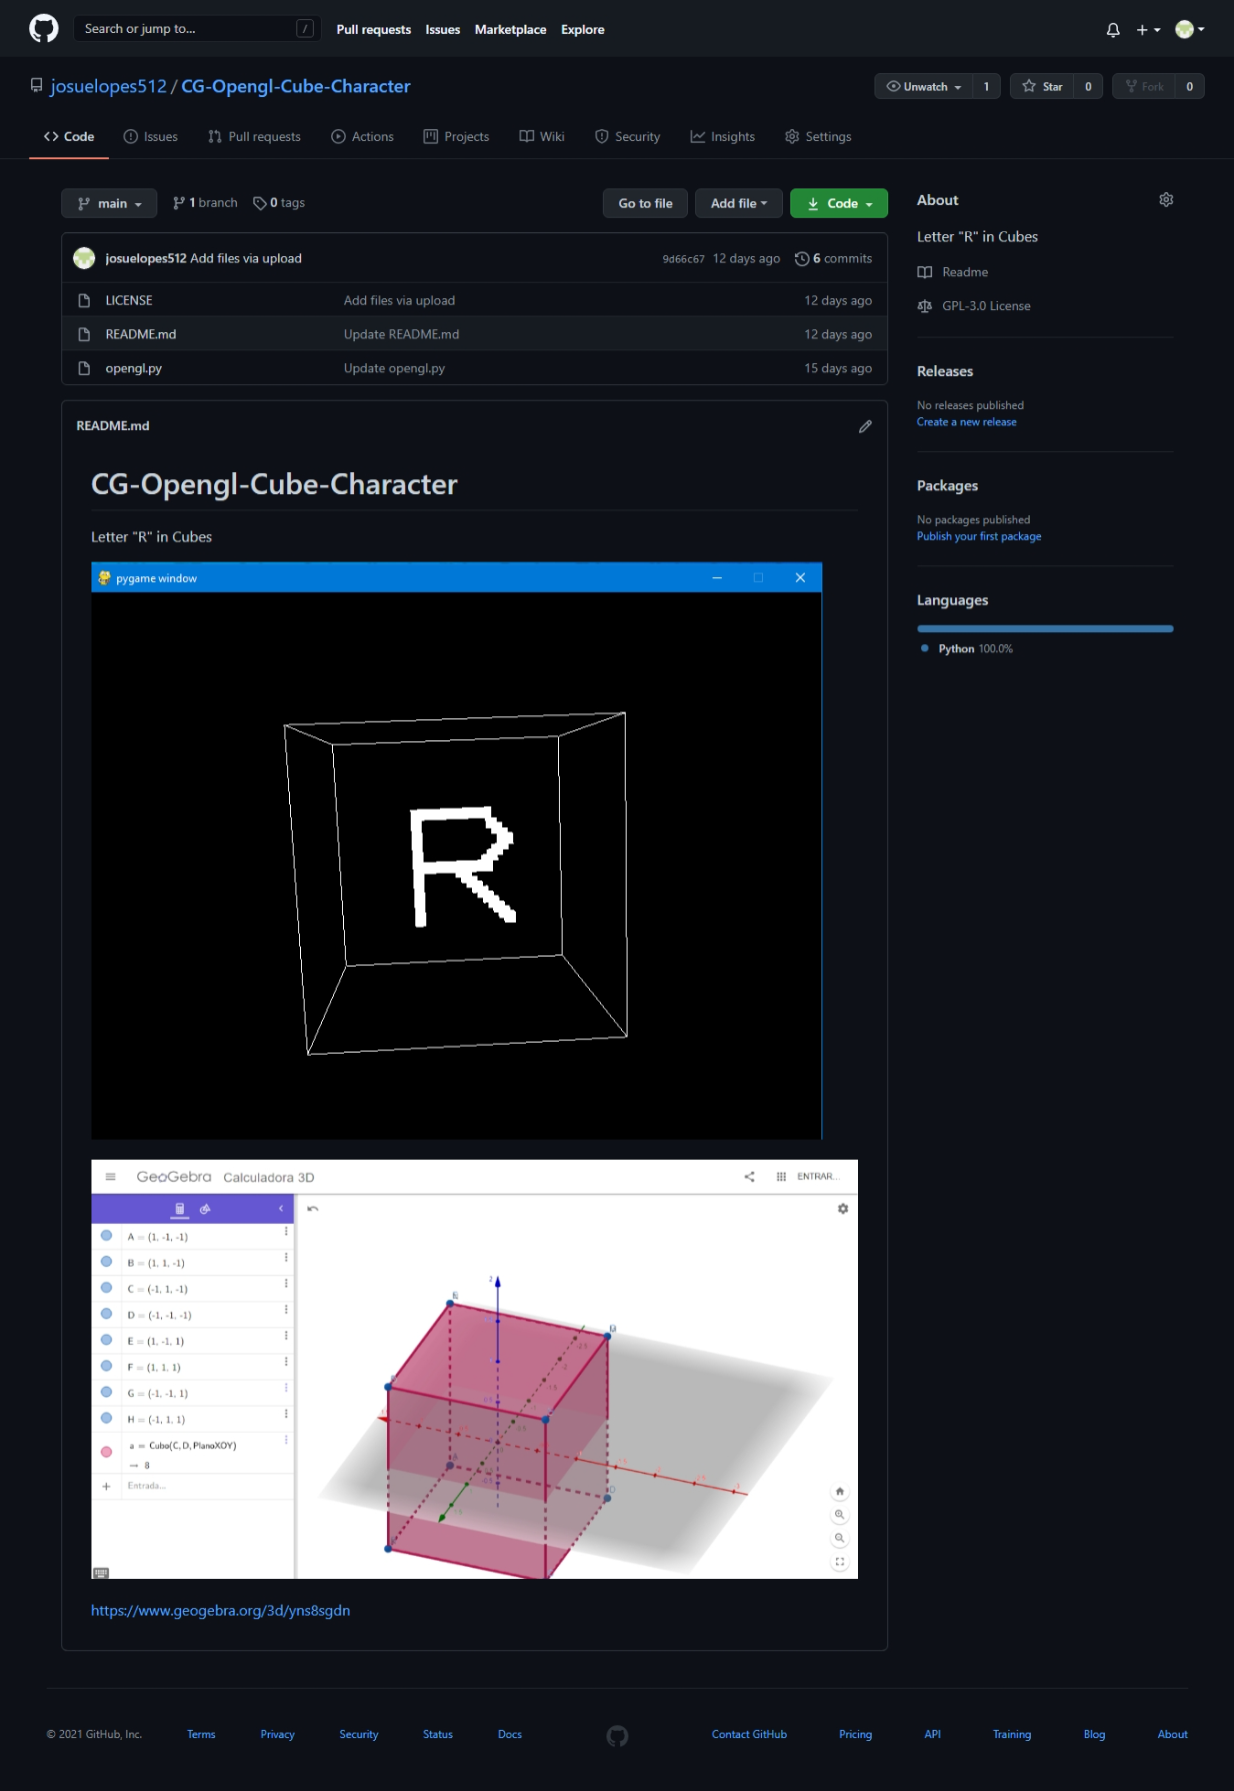 Search or jump to... / Pull requests Issues Marketplace Explore
josuelopes512 / CG-Opengl-Cube-Character Unwatch 1 Star 0 Fork 0
Code Issues Pull requests Actions Projects Wiki Security Insights Settings
main 1 branch 0 tags Go to file Add file Code
josuelopes512 Add files via upload 9d66c67 12 days ago 6 commits
LICENSE Add files via upload 12 days ago
README.md Update README.md 12 days ago
opengl.py Update opengl.py 15 days ago
README.md
CG-Opengl-Cube-Character
Letter "R" in Cubes
pygame window
R
GeoGebra Calculadora 3D ENTRAR...
A = (1, -1, -1)
B = (1, 1, -1)
C = (-1, 1, -1)
D = (-1, -1, -1)
E = (1, -1, 1)
F = (1, 1, 1)
G = (-1, -1, 1)
H = (-1, 1, 1)
a = Cubo(C, D, PlanoXOY)
→ 8
Entrada...
https://www.geogebra.org/3d/yns8sgdn
About
Letter "R" in Cubes
Readme
GPL-3.0 License
Releases
No releases published
Create a new release
Packages
No packages published
Publish your first package
Languages
Python 100.0%
© 2021 GitHub, Inc. Terms Privacy Security Status Docs Contact GitHub Pricing API Training Blog About